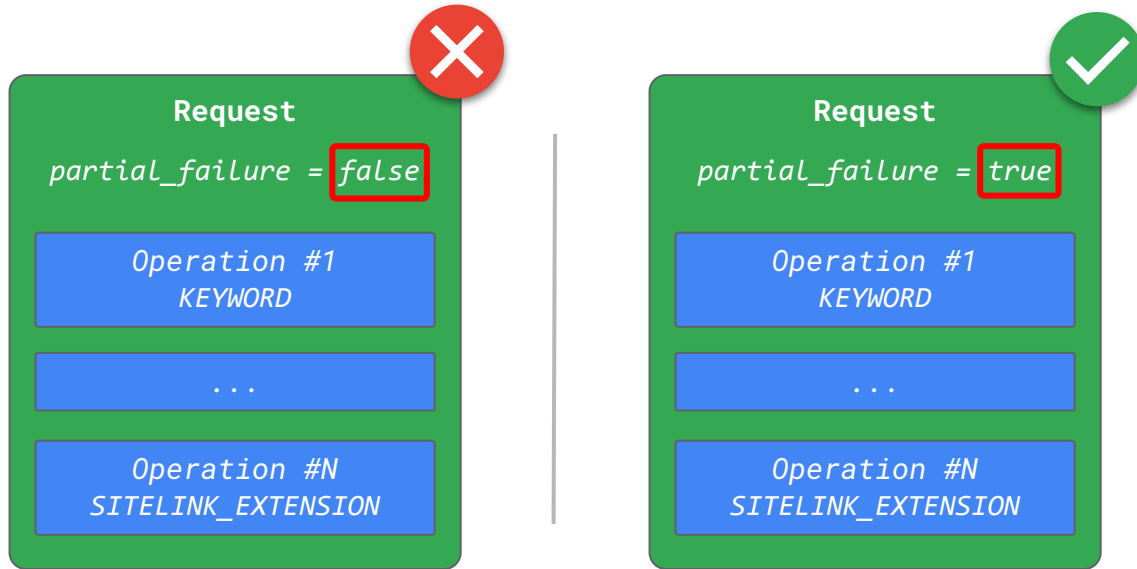 Request
partial_failure = false
Operation #1
KEYWORD
...
Operation #N
SITELINK_EXTENSION
Request
partial_failure = true
Operation #1
KEYWORD
...
Operation #N
SITELINK_EXTENSION